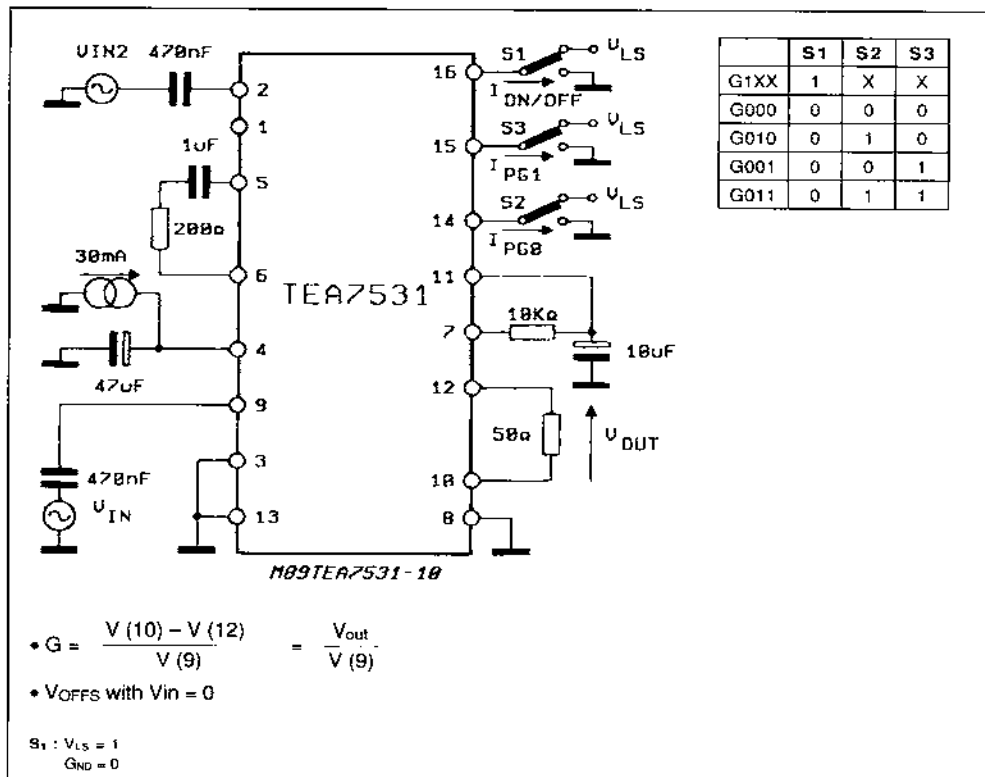 VIN2 470nF
2
1
1uF
5
200Ω
6
30mA
4
47uF
9
470nF
VIN
3
13
TEA7531
16 S1 VLS
I ON/OFF
15 S3 VLS
I PG1
14 S2 VLS
I PG0
11
7 10KΩ
10uF
12
50Ω
VOUT
10
8
M89TEA7531-10
S1 S2 S3
G1XX 1 X X
G000 0 0 0
G010 0 1 0
G001 0 0 1
G011 0 1 1
• G = V (10) – V (12) / V (9) = Vout / V (9)
• VOFFS with Vin = 0
S1 : VLS = 1
GND = 0